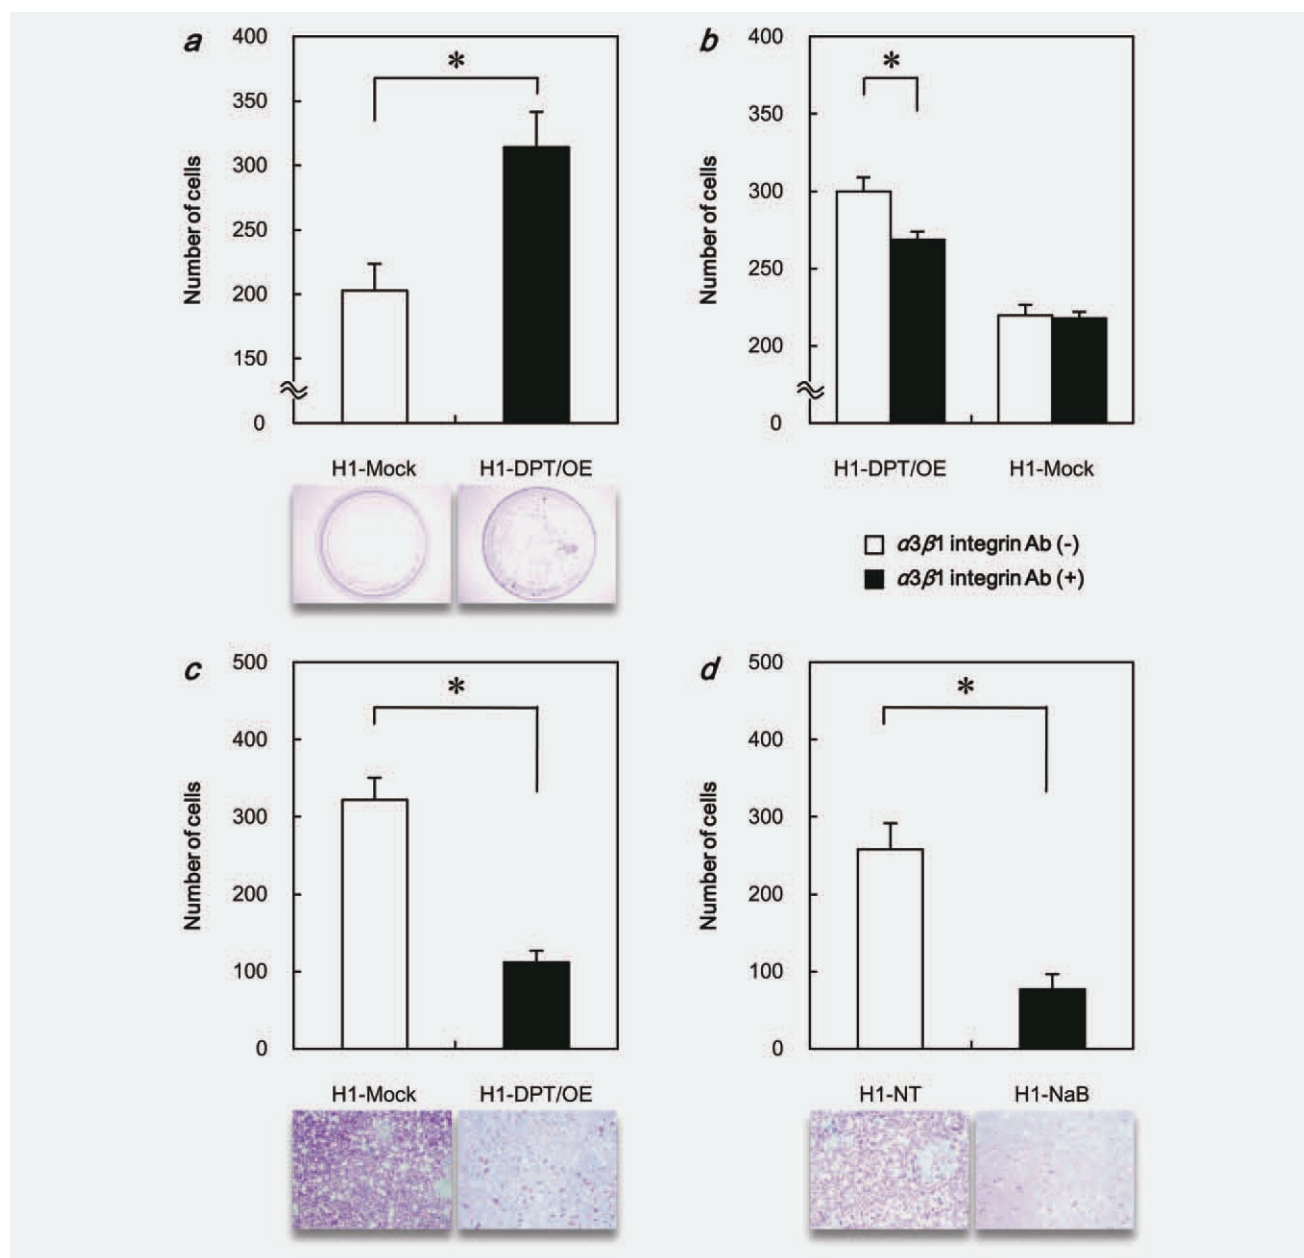 a
400
350
300
250
200
150
0
Number of cells
*
H1-Mock H1-DPT/OE
b
400
350
300
250
200
0
Number of cells
*
H1-DPT/OE H1-Mock
α3β1 integrin Ab (-)
α3β1 integrin Ab (+)
c
500
400
300
200
100
0
Number of cells
*
H1-Mock H1-DPT/OE
d
500
400
300
200
100
0
Number of cells
*
H1-NT H1-NaB